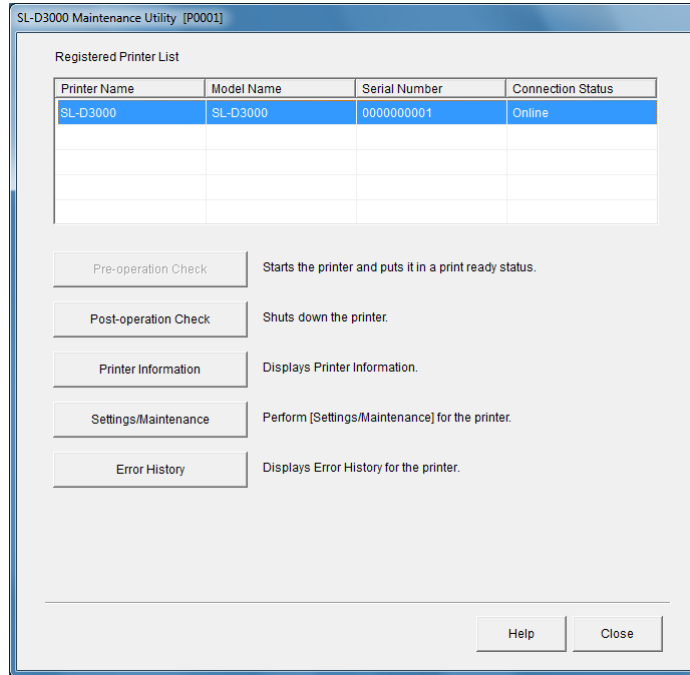 SL-D3000 Maintenance Utility [P0001]
Registered Printer List
Printer Name Model Name Serial Number Connection Status
SL-D3000 SL-D3000 0000000001 Online
Pre-operation Check Starts the printer and puts it in a print ready status.
Post-operation Check Shuts down the printer.
Printer Information Displays Printer Information.
Settings/Maintenance Perform [Settings/Maintenance] for the printer.
Error History Displays Error History for the printer.
Help Close